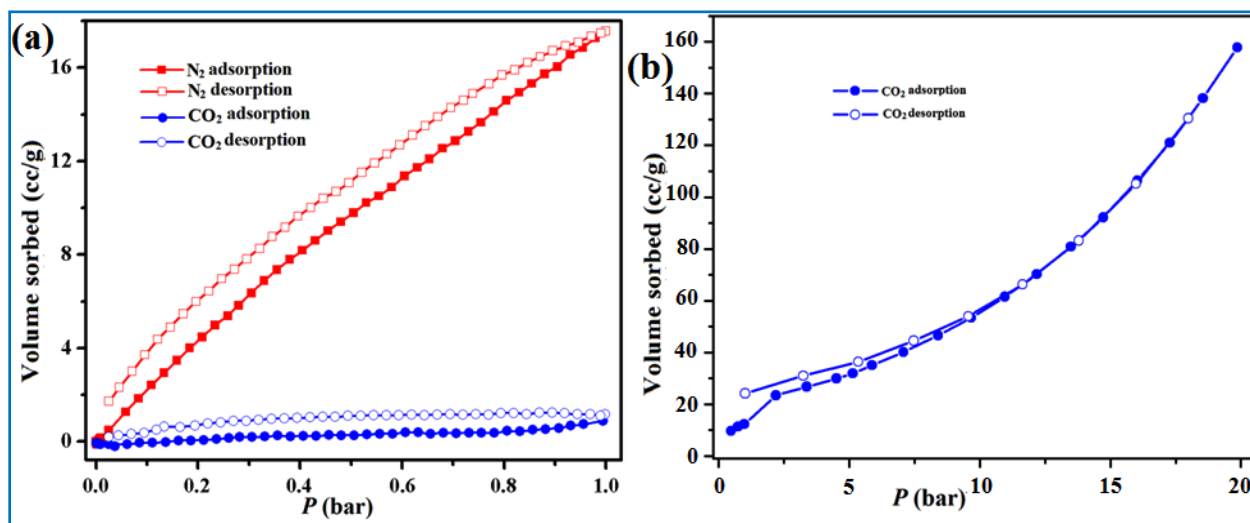 (a)
N₂ adsorption
N₂ desorption
CO₂ adsorption
CO₂ desorption
Volume sorbed (cc/g)
16
12
8
4
0
0.0 0.2 0.4 0.6 0.8 1.0
P (bar)
(b)
CO₂ adsorption
CO₂ desorption
Volume sorbed (cc/g)
160
140
120
100
80
60
40
20
0
0 5 10 15 20
P (bar)